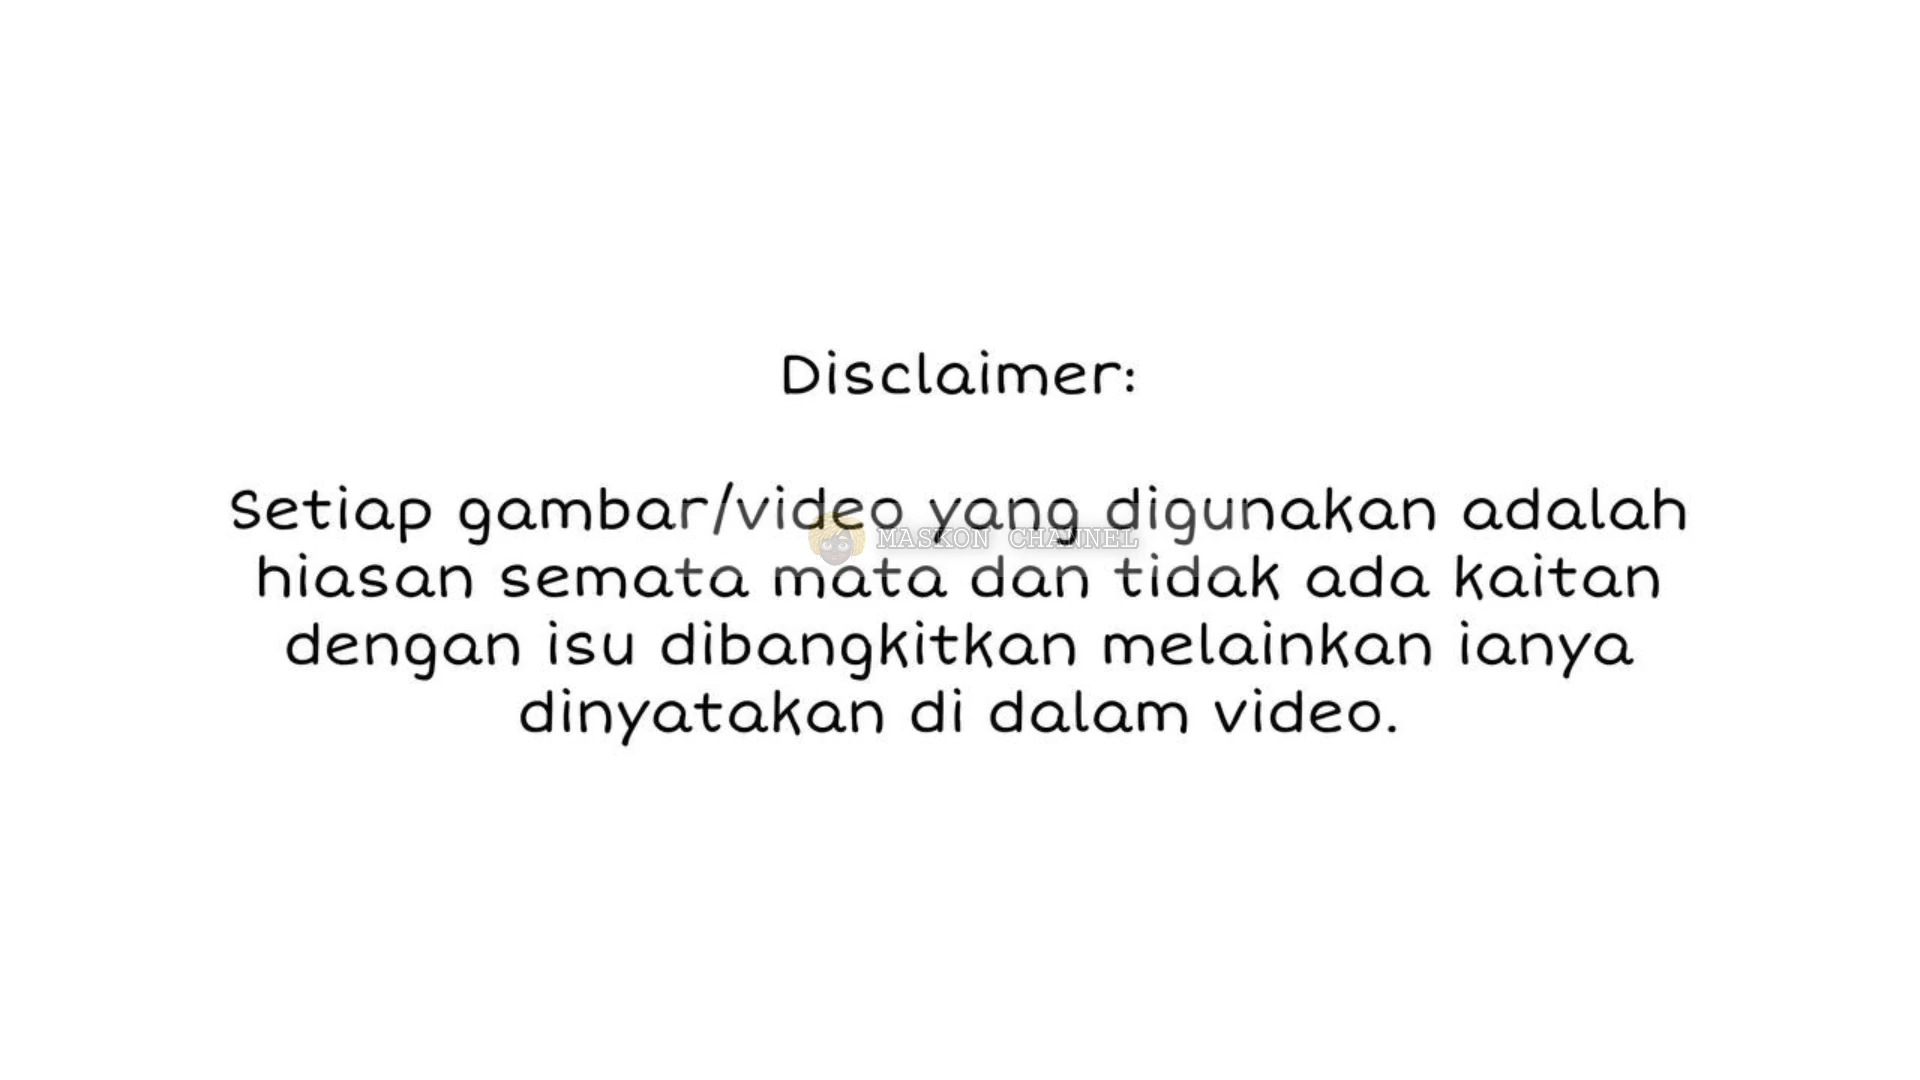 Disclaimer:
Setiap gambar/video yang digunakan adalah
MASKON CHANNEL
hiasan semata mata dan tidak ada kaitan
dengan isu dibangkitkan melainkan ianya
dinyatakan di dalam video.